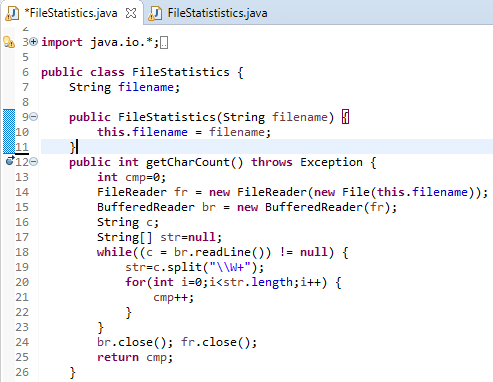 *FileStatistics.java FileStatististics.java
2
3 import java.io.*;
5
6 public class FileStatistics {
7 String filename;
8
9 public FileStatistics(String filename) {
10 this.filename = filename;
11 }
12 public int getCharCount() throws Exception {
13 int cmp=0;
14 FileReader fr = new FileReader(new File(this.filename));
15 BufferedReader br = new BufferedReader(fr);
16 String c;
17 String[] str=null;
18 while((c = br.readLine()) != null) {
19 str=c.split("\\W+");
20 for(int i=0;i<str.length;i++) {
21 cmp++;
22 }
23 }
24 br.close(); fr.close();
25 return cmp;
26 }